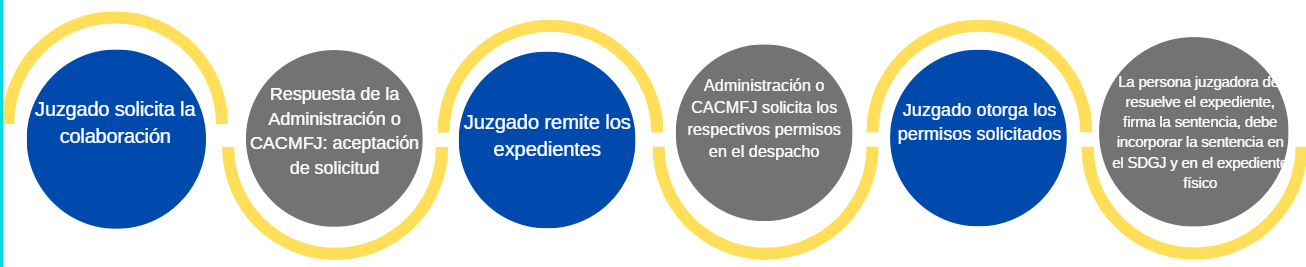 Juzgado solicita la
colaboración
Respuesta de la
Administración o
CACMFJ: aceptación
de solicitud
Juzgado remite los
expedientes
Administración o
CACMFJ solicita los
respectivos permisos
en el despacho
Juzgado otorga los
permisos solicitados
La persona juzgadora de
resuelve el expediente,
firma la sentencia, debe
incorporar la sentencia en
el SDGJ y en el expediente
físico